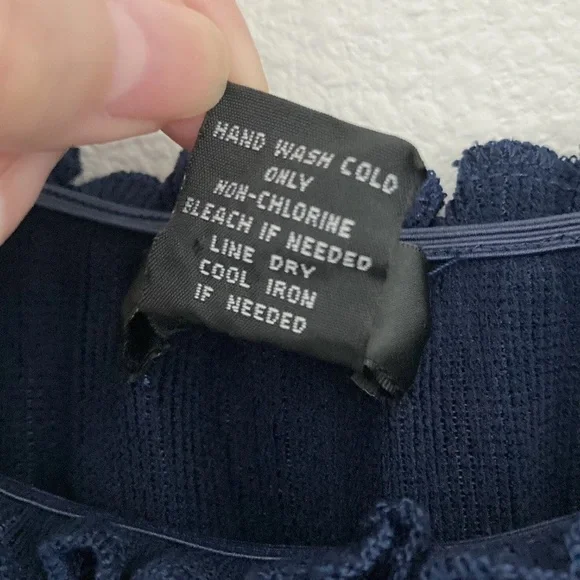 HAND WASH COLD
ONLY
NON-CHLORINE
BLEACH IF NEEDED
LINE DRY
COOL IRON
IF NEEDED